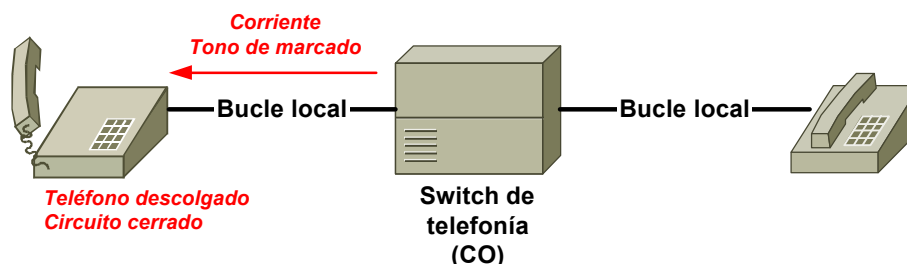 Corriente
Tono de marcado
Bucle local
Bucle local
Teléfono descolgado
Circuito cerrado
Switch de
telefonía
(CO)